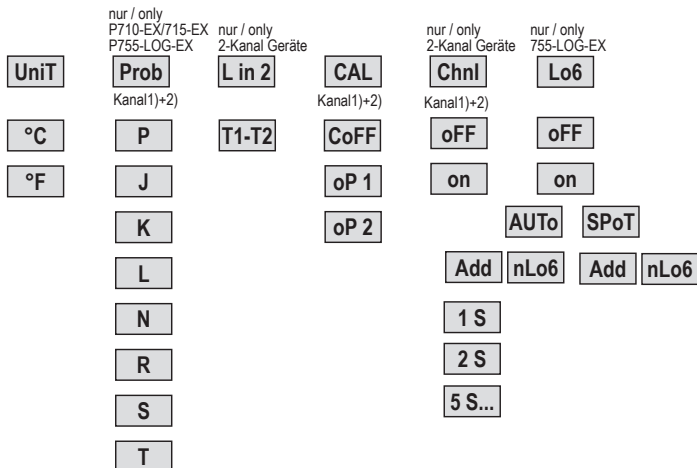 nur / only
P710-EX/715-EX
P755-LOG-EX
nur / only
2-Kanal Geräte
nur / only
2-Kanal Geräte
nur / only
755-LOG-EX
UniT
Prob
L in 2
CAL
Chnl
Lo6
Kanal1)+2)
Kanal1)+2)
Kanal1)+2)
°C
P
T1-T2
CoFF
oFF
oFF
°F
J
oP 1
on
on
K
oP 2
AUTo
SPoT
L
Add
nLo6
Add
nLo6
N
1 S
R
2 S
S
5 S...
T